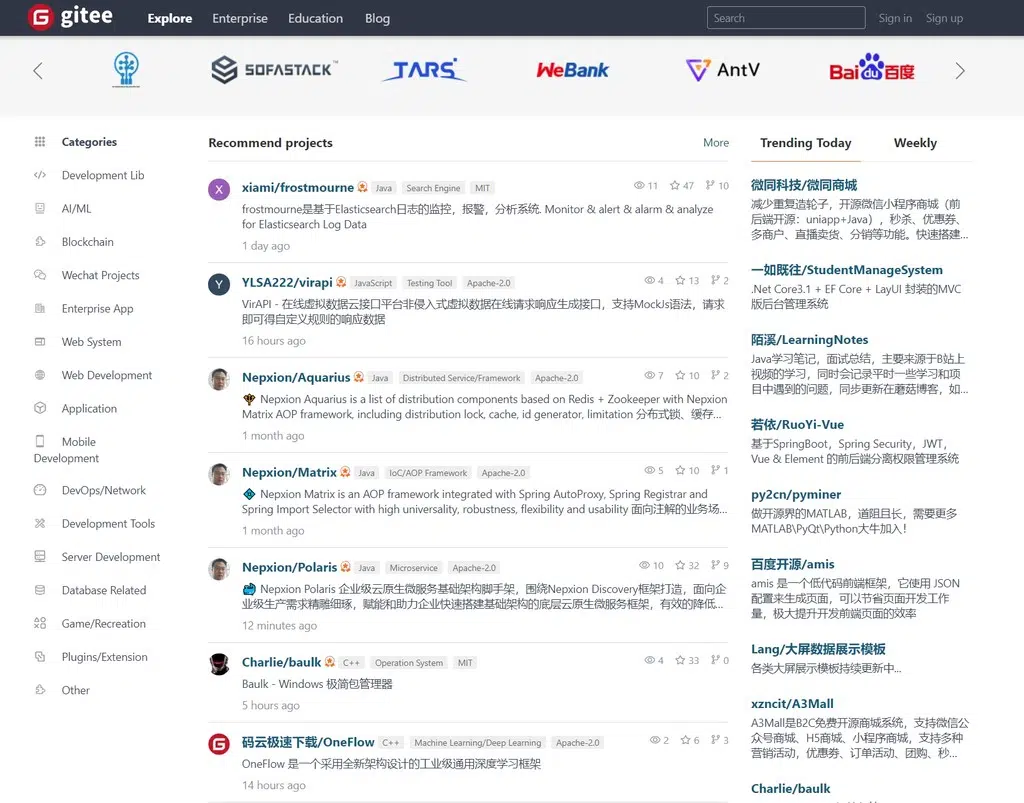 gitee
Explore Enterprise Education Blog
Search
Sign in Sign up
SOFASTACK™
TARS
WeBank
AntV
Bai du 百度
Categories
Development Lib
AI/ML
Blockchain
Wechat Projects
Enterprise App
Web System
Web Development
Application
Mobile
Development
DevOps/Network
Development Tools
Server Development
Database Related
Game/Recreation
Plugins/Extension
Other
Recommend projects More
X xiami/frostmourne Java Search Engine MIT 11 47 10
frostmourne是基于Elasticsearch日志的监控，报警，分析系统. Monitor & alert & alarm & analyze
for Elasticsearch Log Data
1 day ago
Y YLSA222/virapi JavaScript Testing Tool Apache-2.0 4 13 2
VirAPI - 在线虚拟数据云接口平台非侵入式虚拟数据在线请求响应生成接口，支持MockJs语法，请求
即可得自定义规则的响应数据
16 hours ago
Nepxion/Aquarius Java Distributed Service/Framework Apache-2.0 7 10 2
Nepxion Aquarius is a list of distribution components based on Redis + Zookeeper with Nepxion
Matrix AOP framework, including distribution lock, cache, id generator, limitation 分布式锁、缓存...
1 month ago
Nepxion/Matrix Java IoC/AOP Framework Apache-2.0 5 10 1
Nepxion Matrix is an AOP framework integrated with Spring AutoProxy, Spring Registrar and
Spring Import Selector with high universality, robustness, flexibility and usability 面向注解的业务场...
1 month ago
Nepxion/Polaris Java Microservice Apache-2.0 10 32 9
Nepxion Polaris 企业级云原生微服务基础架构脚手架，围绕Nepxion Discovery框架打造，面向企
业级生产需求精雕细琢，赋能和助力企业快速搭建基础架构的底层云原生微服务框架，有效的降低...
12 minutes ago
Charlie/baulk C++ Operation System MIT 4 33 0
Baulk - Windows 极简包管理器
5 hours ago
码云极速下载/OneFlow C++ Machine Learning/Deep Learning Apache-2.0 2 6 3
OneFlow 是一个采用全新架构设计的工业级通用深度学习框架
14 hours ago
Trending Today Weekly
微同科技/微同商城
减少重复造轮子，开源微信小程序商城（前
后端开源：uniapp+Java），秒杀、优惠券、
多商户、直播卖货、分销等功能。快速搭建...
一如既往/StudentManageSystem
.Net Core3.1 + EF Core + LayUI 封装的MVC
版后台管理系统
陌溪/LearningNotes
Java学习笔记，面试总结，主要来源于B站上
视频的学习，同时会记录平时一些学习和项
目中遇到的问题，同步更新在蘑菇博客，如...
若依/RuoYi-Vue
基于SpringBoot，Spring Security，JWT，
Vue & Element 的前后端分离权限管理系统
py2cn/pyminer
做开源界的MATLAB，道阻且长，需要更多
MATLAB\PyQt\Python大牛加入！
百度开源/amis
amis 是一个低代码前端框架，它使用 JSON
配置来生成页面，可以节省页面开发工作
量，极大提升开发前端页面的效率
Lang/大屏数据展示模板
各类大屏展示模板持续更新中...
xzncit/A3Mall
A3Mall是B2C免费开源商城系统，支持微信公
众号商城、H5商城、小程序商城，支持多种
营销活动，优惠券、订单活动、团购、秒...
Charlie/baulk